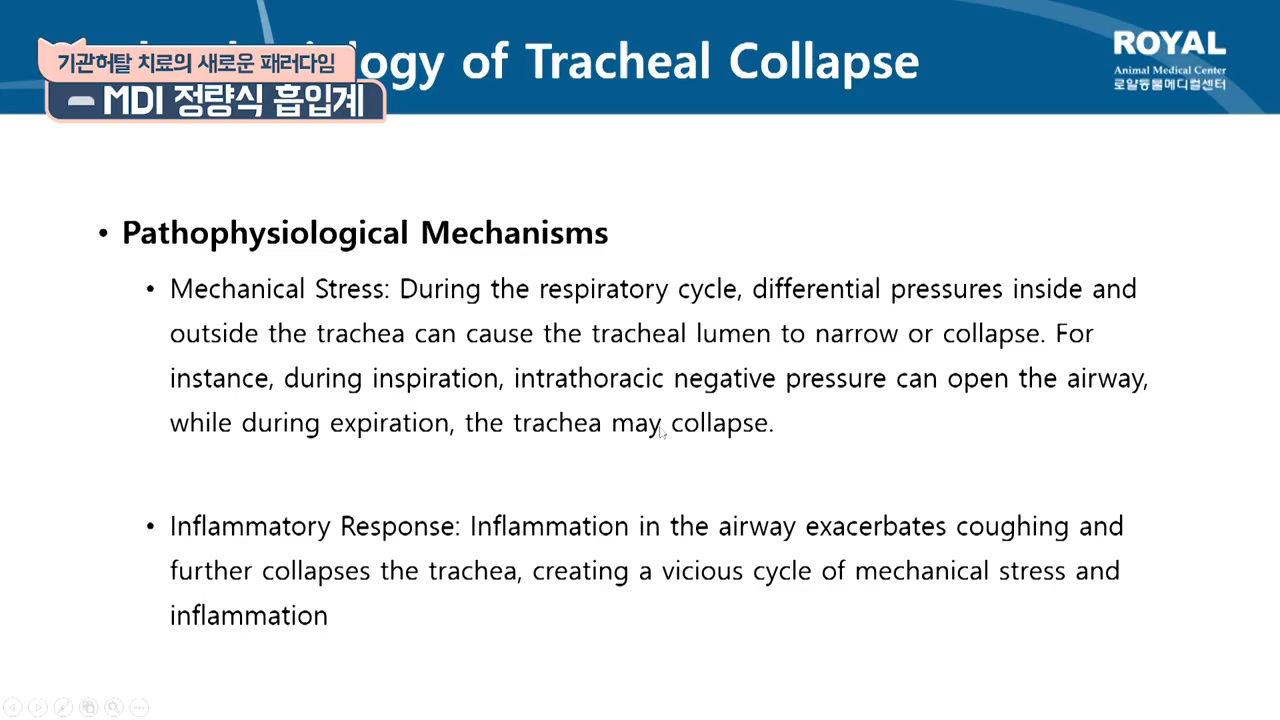 기관허탈 치료의 새로운 패러다임
MDI 정량식 흡입계
ogy of Tracheal Collapse
ROYAL
Animal Medical Center
로얄동물메디컬센터
• Pathophysiological Mechanisms
• Mechanical Stress: During the respiratory cycle, differential pressures inside and
outside the trachea can cause the tracheal lumen to narrow or collapse. For
instance, during inspiration, intrathoracic negative pressure can open the airway,
while during expiration, the trachea may collapse.
• Inflammatory Response: Inflammation in the airway exacerbates coughing and
further collapses the trachea, creating a vicious cycle of mechanical stress and
inflammation